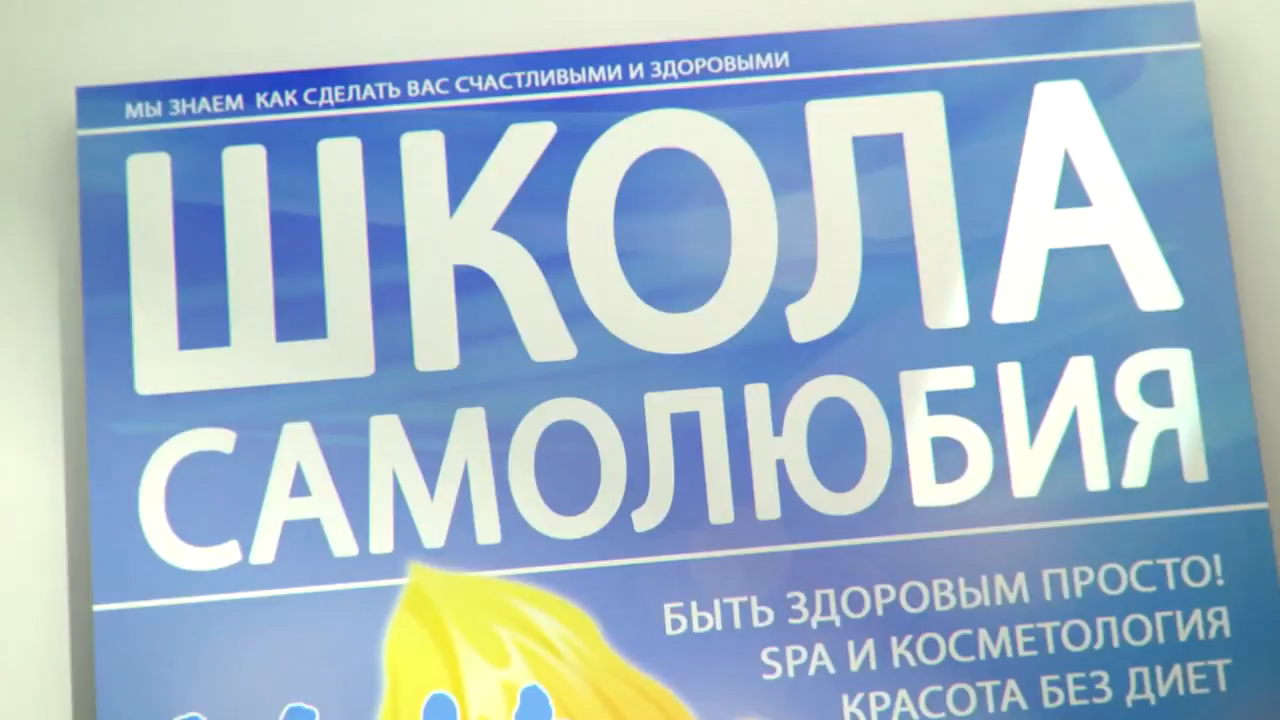 МЫ ЗНАЕМ КАК СДЕЛАТЬ ВАС СЧАСТЛИВЫМИ И ЗДОРОВЫМИ
ШКОЛА
САМОЛЮБИЯ
БЫТЬ ЗДОРОВЫМ ПРОСТО!
SPA И КОСМЕТОЛОГИЯ
КРАСОТА БЕЗ ДИЕТ